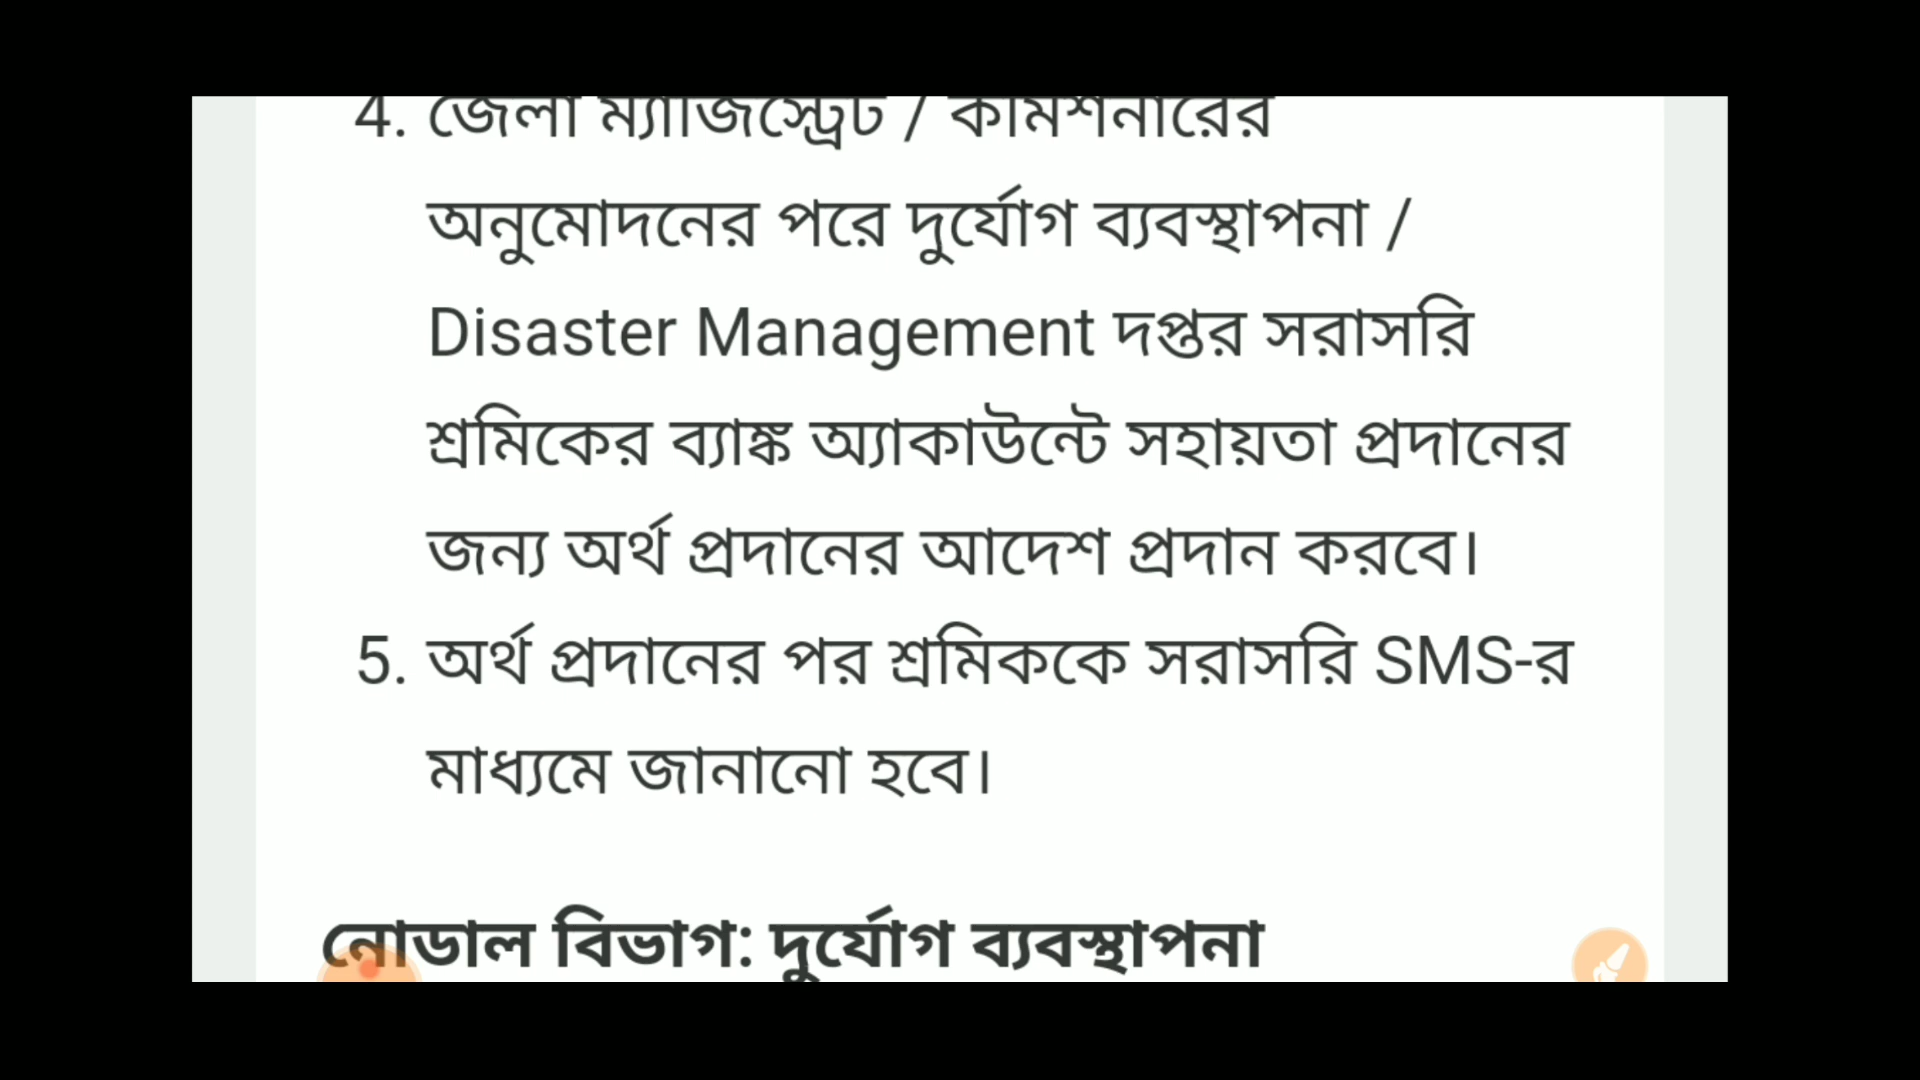 4. জেলা ম্যাজিস্ট্রেট / কমিশনারের
অনুমোদনের পরে দুর্যোগ ব্যবস্থাপনা /
Disaster Management দপ্তর সরাসরি
শ্রমিকের ব্যাঙ্ক অ্যাকাউন্টে সহায়তা প্রদানের
জন্য অর্থ প্রদানের আদেশ প্রদান করবে।
5. অর্থ প্রদানের পর শ্রমিককে সরাসরি SMS-র
মাধ্যমে জানানো হবে।
নোডাল বিভাগ: দুর্যোগ ব্যবস্থাপনা